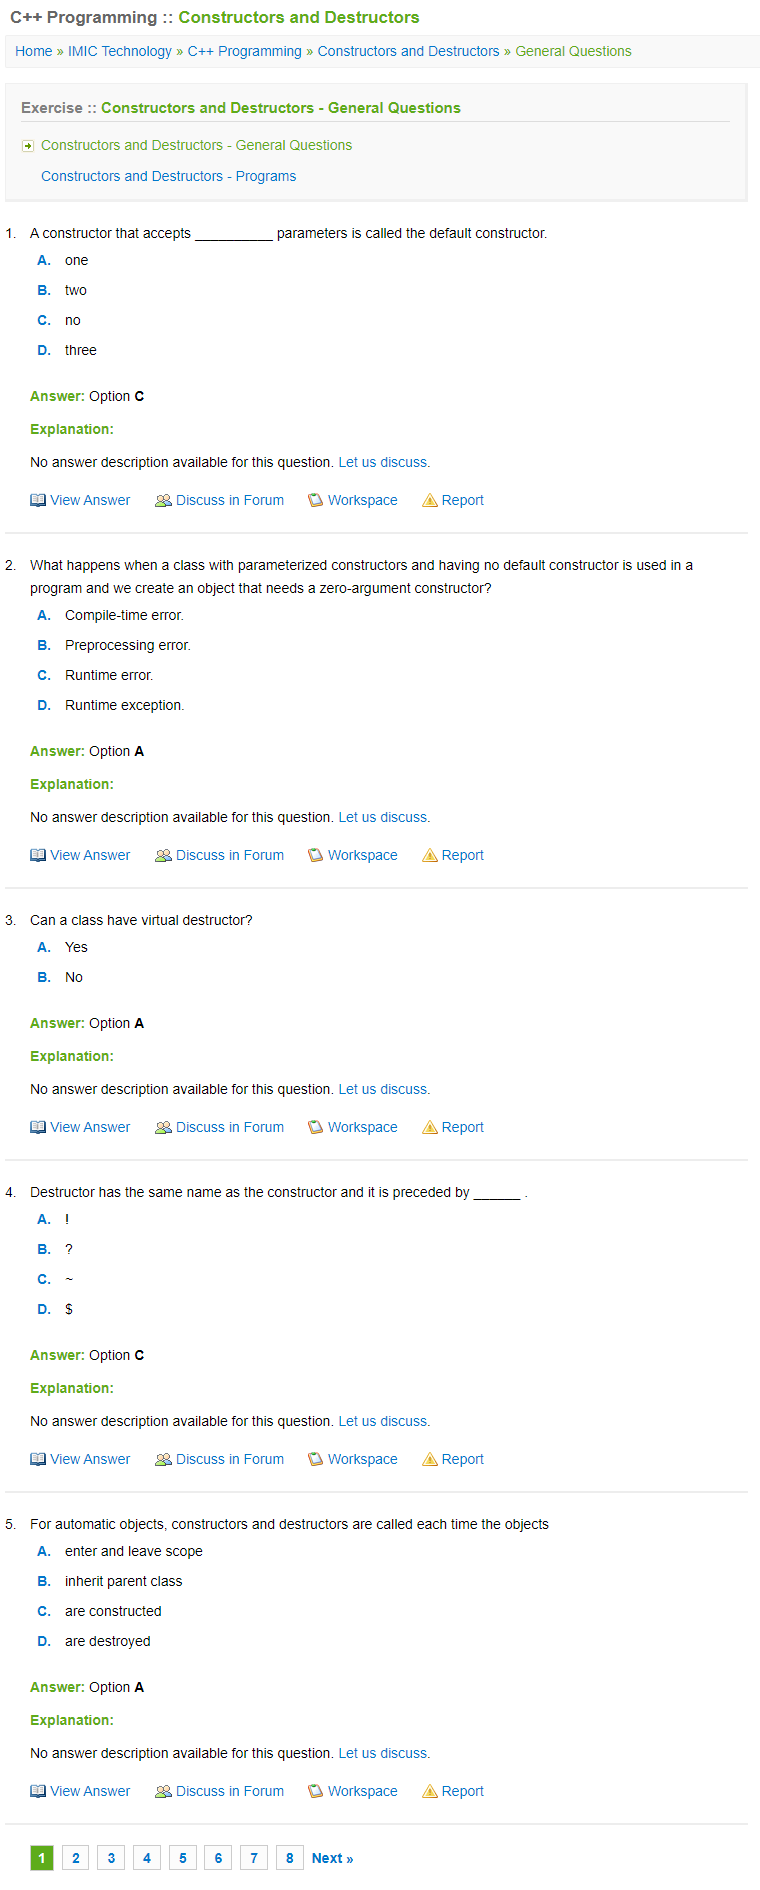 C++ Programming :: Constructors and Destructors
Home » IMIC Technology » C++ Programming » Constructors and Destructors » General Questions
Exercise :: Constructors and Destructors - General Questions
Constructors and Destructors - General Questions
Constructors and Destructors - Programs
1. A constructor that accepts __________ parameters is called the default constructor.
A. one
B. two
C. no
D. three
Answer: Option C
Explanation:
No answer description available for this question. Let us discuss.
View Answer Discuss in Forum Workspace Report
2. What happens when a class with parameterized constructors and having no default constructor is used in a
program and we create an object that needs a zero-argument constructor?
A. Compile-time error.
B. Preprocessing error.
C. Runtime error.
D. Runtime exception.
Answer: Option A
Explanation:
No answer description available for this question. Let us discuss.
View Answer Discuss in Forum Workspace Report
3. Can a class have virtual destructor?
A. Yes
B. No
Answer: Option A
Explanation:
No answer description available for this question. Let us discuss.
View Answer Discuss in Forum Workspace Report
4. Destructor has the same name as the constructor and it is preceded by ______ .
A. !
B. ?
C. ~
D. $
Answer: Option C
Explanation:
No answer description available for this question. Let us discuss.
View Answer Discuss in Forum Workspace Report
5. For automatic objects, constructors and destructors are called each time the objects
A. enter and leave scope
B. inherit parent class
C. are constructed
D. are destroyed
Answer: Option A
Explanation:
No answer description available for this question. Let us discuss.
View Answer Discuss in Forum Workspace Report
1 2 3 4 5 6 7 8 Next »